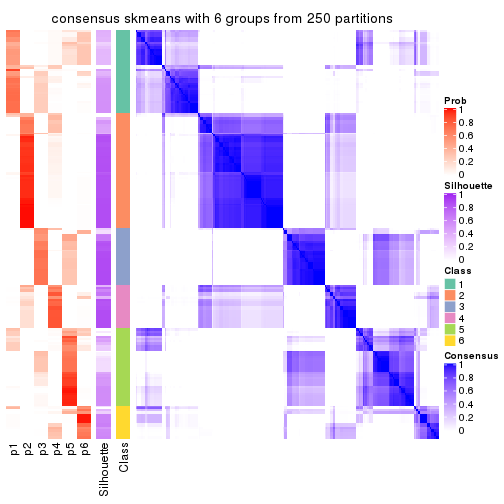 consensus skmeans with 6 groups from 250 partitions
Prob
1
0.8
0.6
0.4
0.2
0
Silhouette
1
0.8
0.6
0.4
0.2
0
Class
1
2
3
4
5
6
Consensus
1
0.8
0.6
0.4
0.2
0
p1
p2
p3
p4
p5
p6
Silhouette
Class